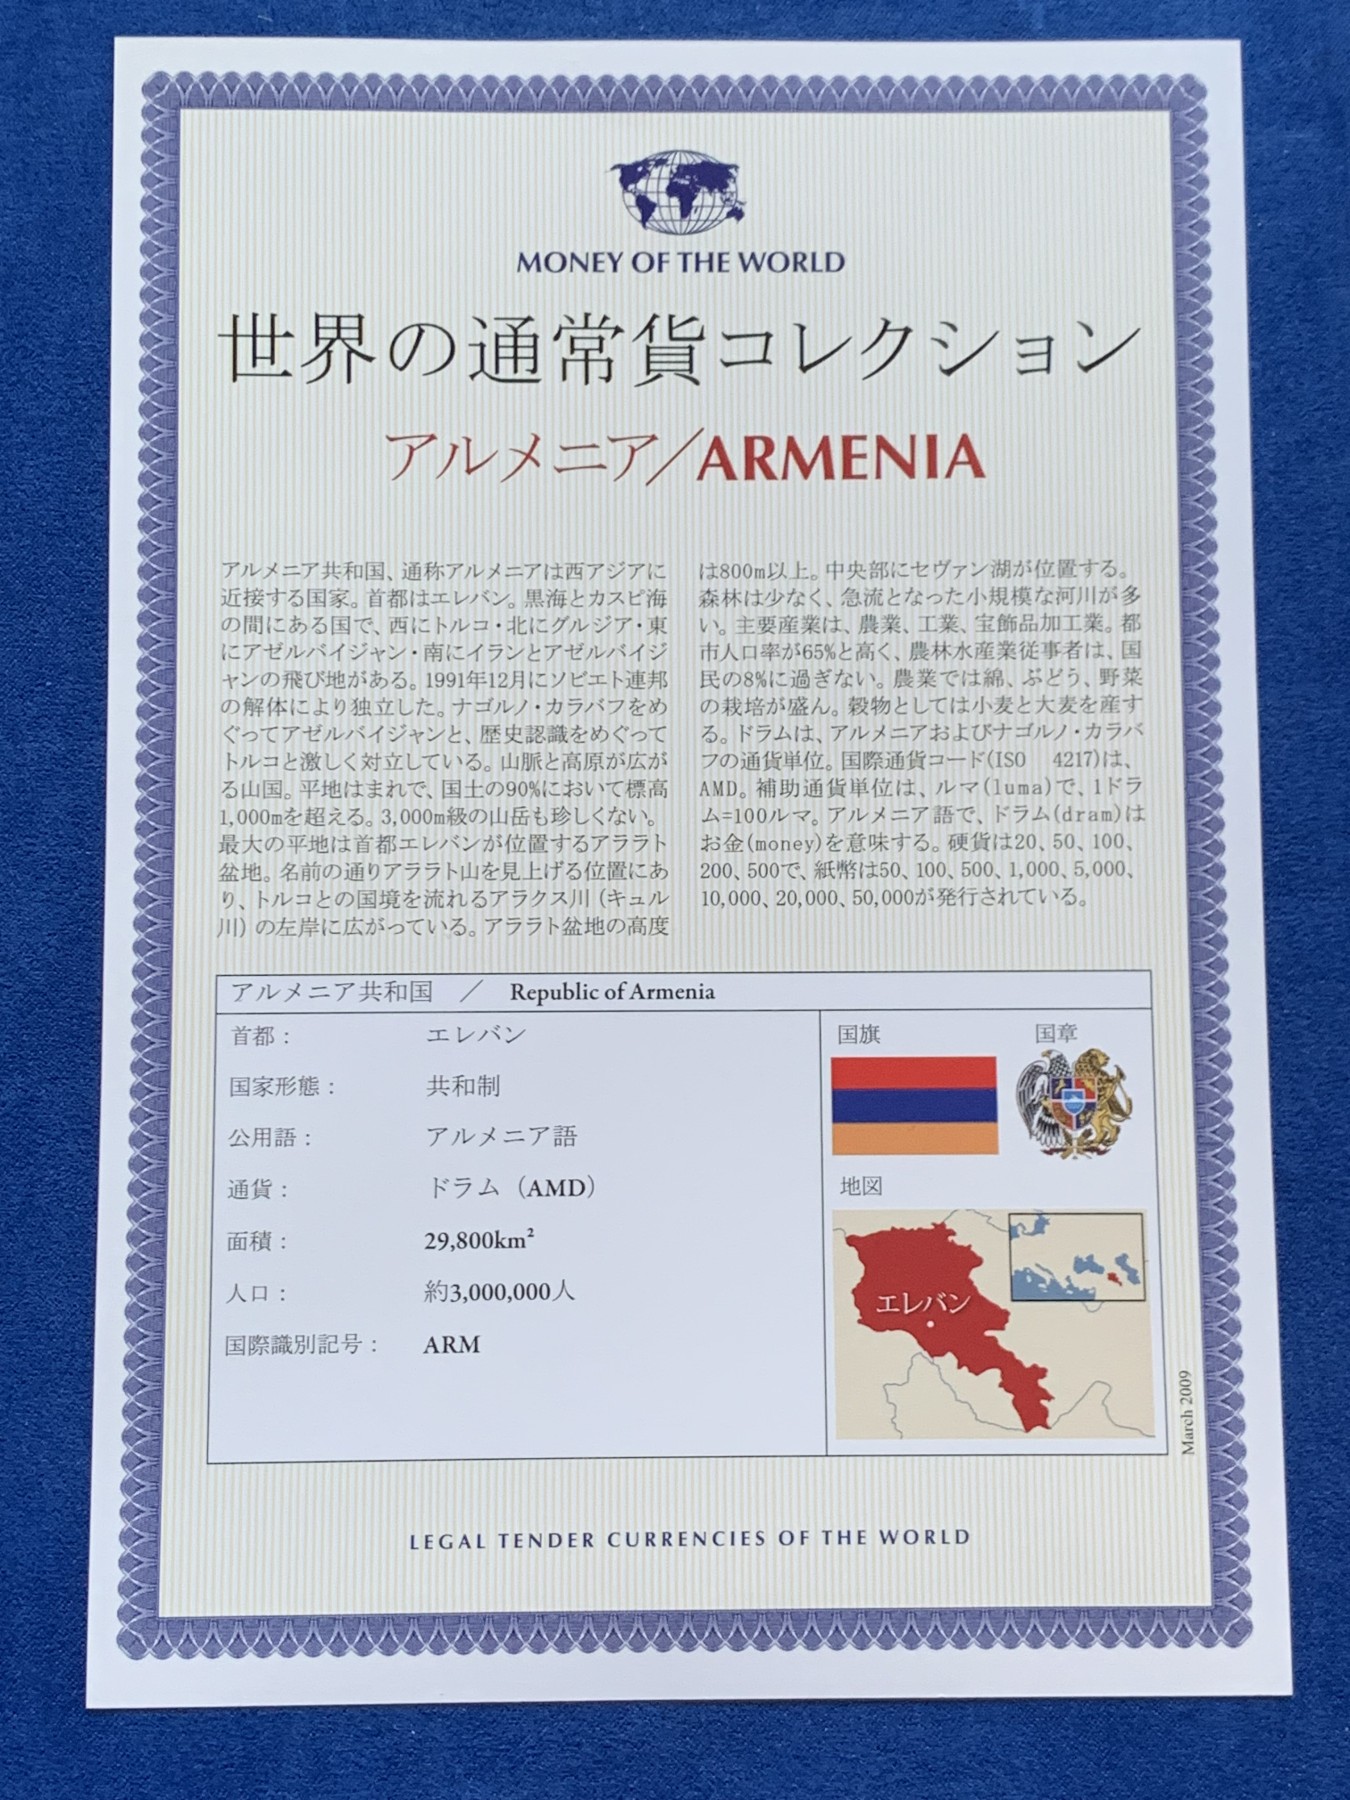 MONEY OF THE WORLD
世界の通常貨コレクション
アルメニア/ARMENIA
アルメニア共和国、通称アルメニアは西アジアに
近接する国家。首都はエレバン。黒海とカスピ海
の間にある国で、西にトルコ・北にグルジア・東
にアゼルバイジャン・南にイランとアゼルバイジ
ャンの飛び地がある。1991年12月にソビエト連邦
の解体により独立した。ナゴルノ・カラバフをめ
ぐってアゼルバイジャンと、歴史認識をめぐって
トルコと激しく対立している。山脈と高原が広が
る山国。平地はまれで、国土の90%において標高
1,000mを超える。3,000m級の山岳も珍しくない。
最大の平地は首都エレバンが位置するアララト
盆地。名前の通りアララト山を見上げる位置にあ
り、トルコとの国境を流れるアラクス川（キュル
川）の左岸に広がっている。アララト盆地の高度
は800m以上。中央部にセヴァン湖が位置する。
森林は少なく、急流となった小規模な河川が多
い。主要産業は、農業、工業、宝飾品加工業。都
市人口率が65%と高く、農林水産業従事者は、国
民の8%に過ぎない。農業では綿、ぶどう、野菜
の栽培が盛ん。穀物としては小麦と大麦を産す
る。ドラムは、アルメニアおよびナゴルノ・カラバ
フの通貨単位。国際通貨コード(ISO 4217)は、
AMD。補助通貨単位は、ルマ(luma)で、1ドラ
ム=100ルマ。アルメニア語で、ドラム(dram)は
お金(money)を意味する。硬貨は20、50、100、
200、500で、紙幣は50、100、500、1,000、5,000、
10,000、20,000、50,000が発行されている。
アルメニア共和国 ／ Republic of Armenia
首都： エレバン
国家形態： 共和制
公用語： アルメニア語
通貨： ドラム（AMD）
面積： 29,800km²
人口： 約3,000,000人
国際識別記号： ARM
国旗 国章
地図
エレバン
March 2009
LEGAL TENDER CURRENCIES OF THE WORLD